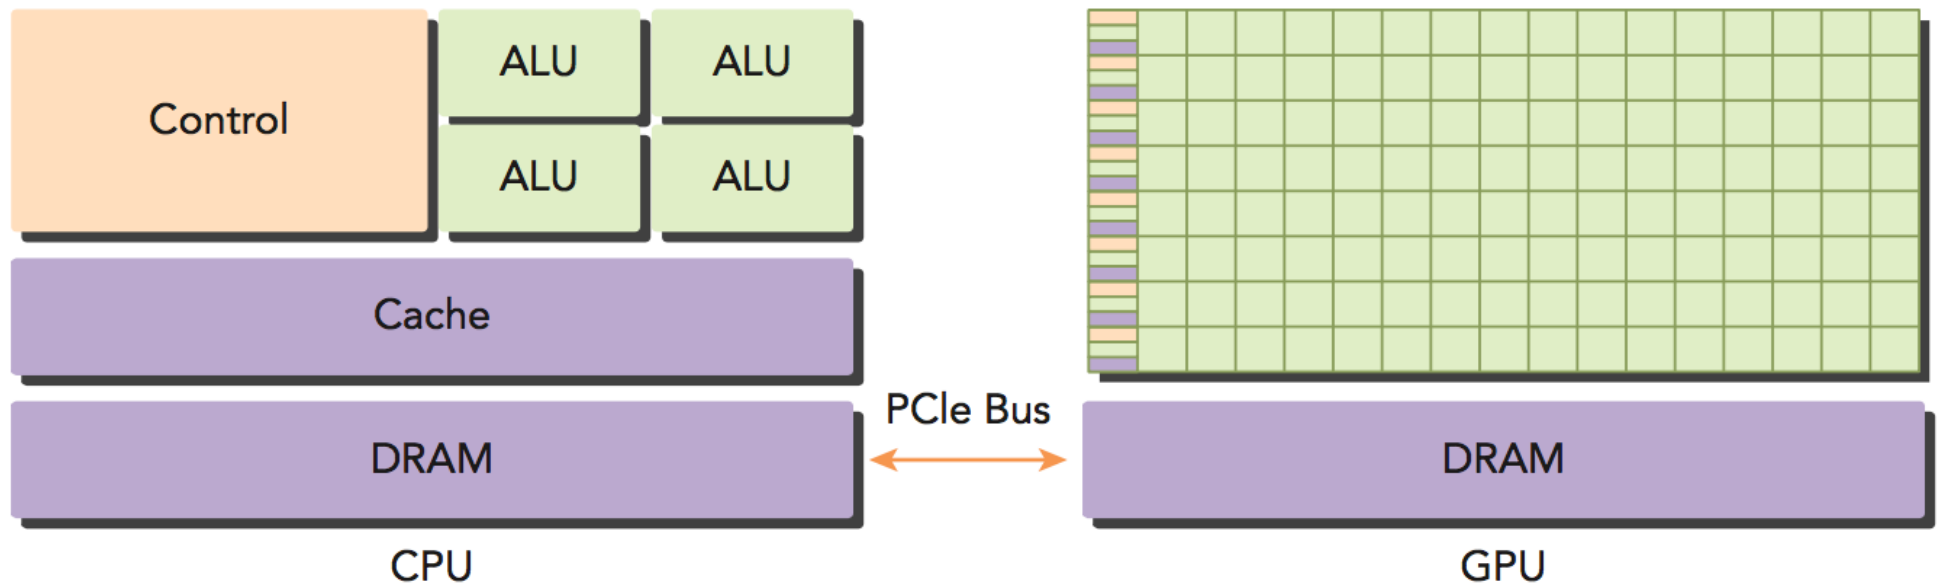 Control
ALU
ALU
ALU
ALU
Cache
DRAM
CPU
PCIe Bus
DRAM
GPU